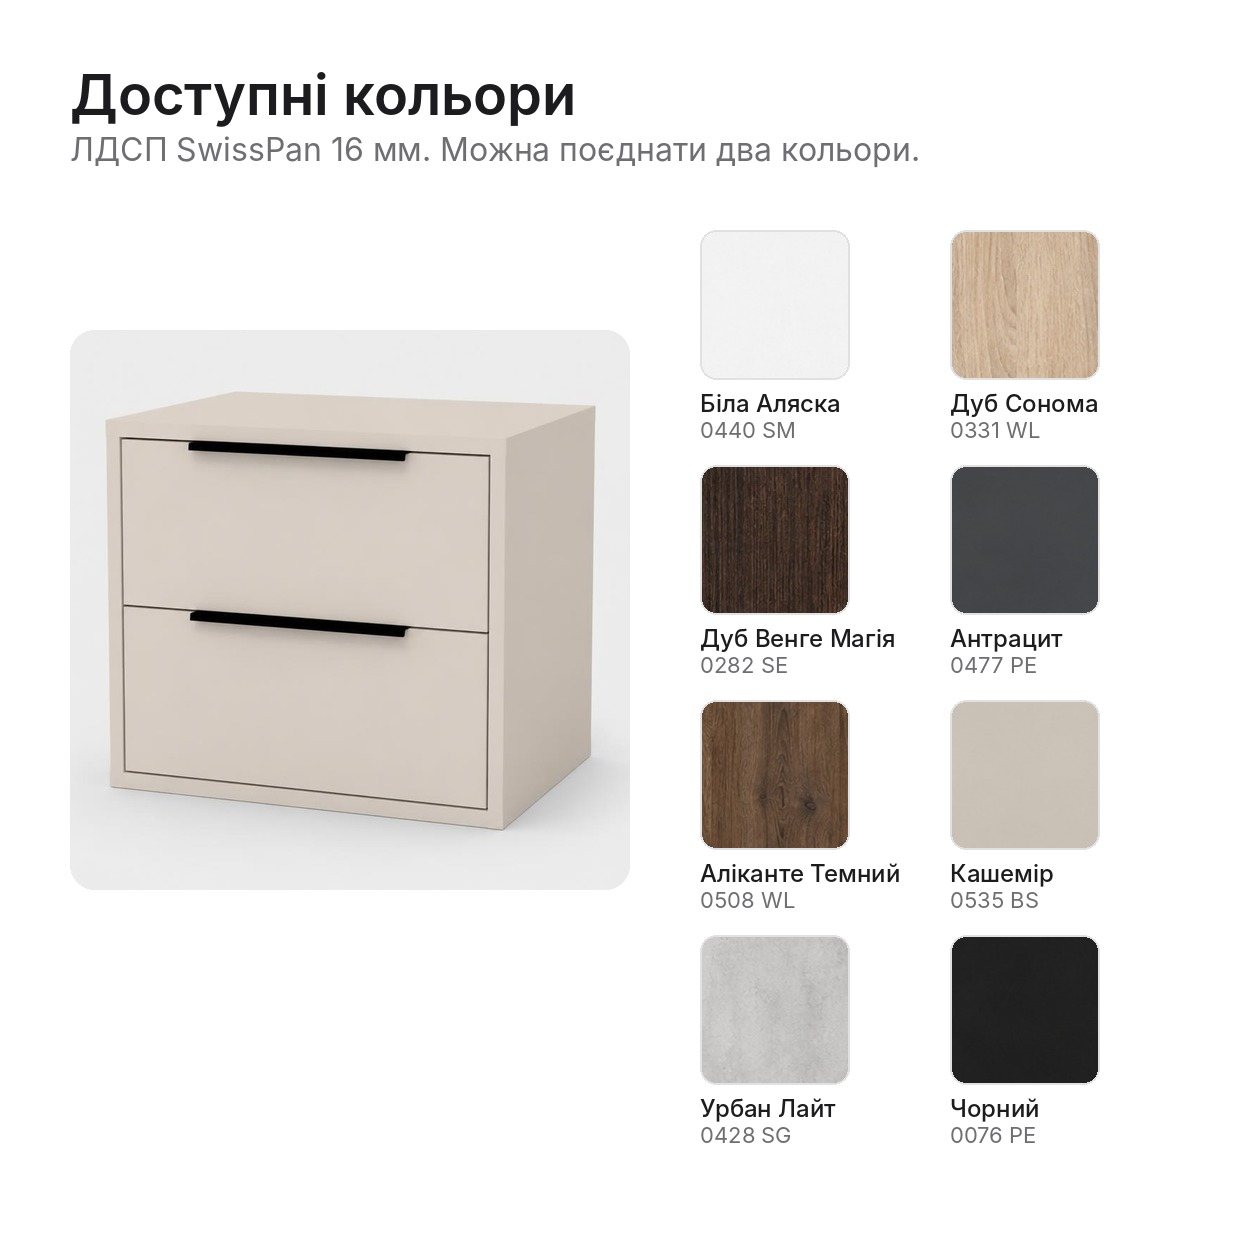 Доступні кольори
ЛДСП SwissPan 16 мм. Можна поєднати два кольори.
Біла Аляска
0440 SM
Дуб Сонома
0331 WL
Дуб Венге Магія
0282 SE
Антрацит
0477 PE
Аліканте Темний
0508 WL
Кашемір
0535 BS
Урбан Лайт
0428 SG
Чорний
0076 PE